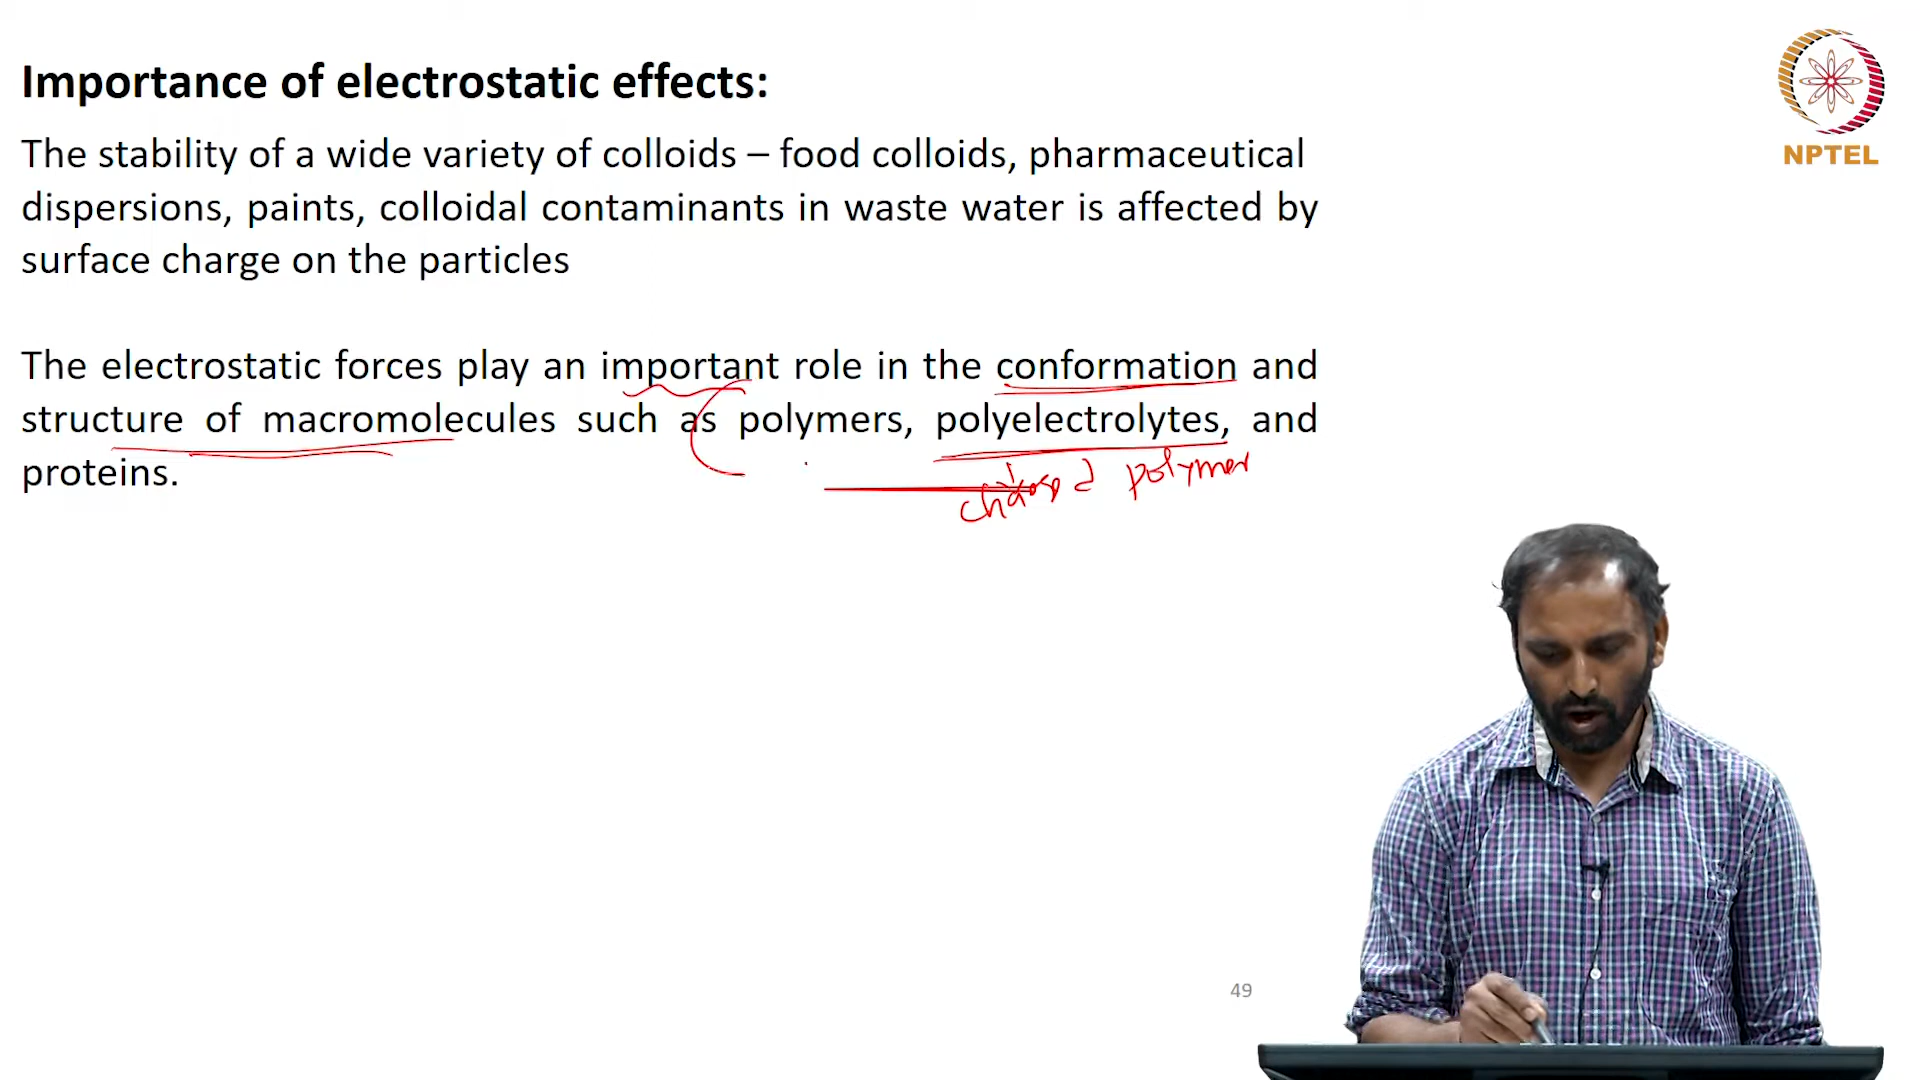 Importance of electrostatic effects:
The stability of a wide variety of colloids – food colloids, pharmaceutical
dispersions, paints, colloidal contaminants in waste water is affected by
surface charge on the particles
The electrostatic forces play an important role in the conformation and
structure of macromolecules such as polymers, polyelectrolytes, and
proteins.
polymer
NPTEL
49